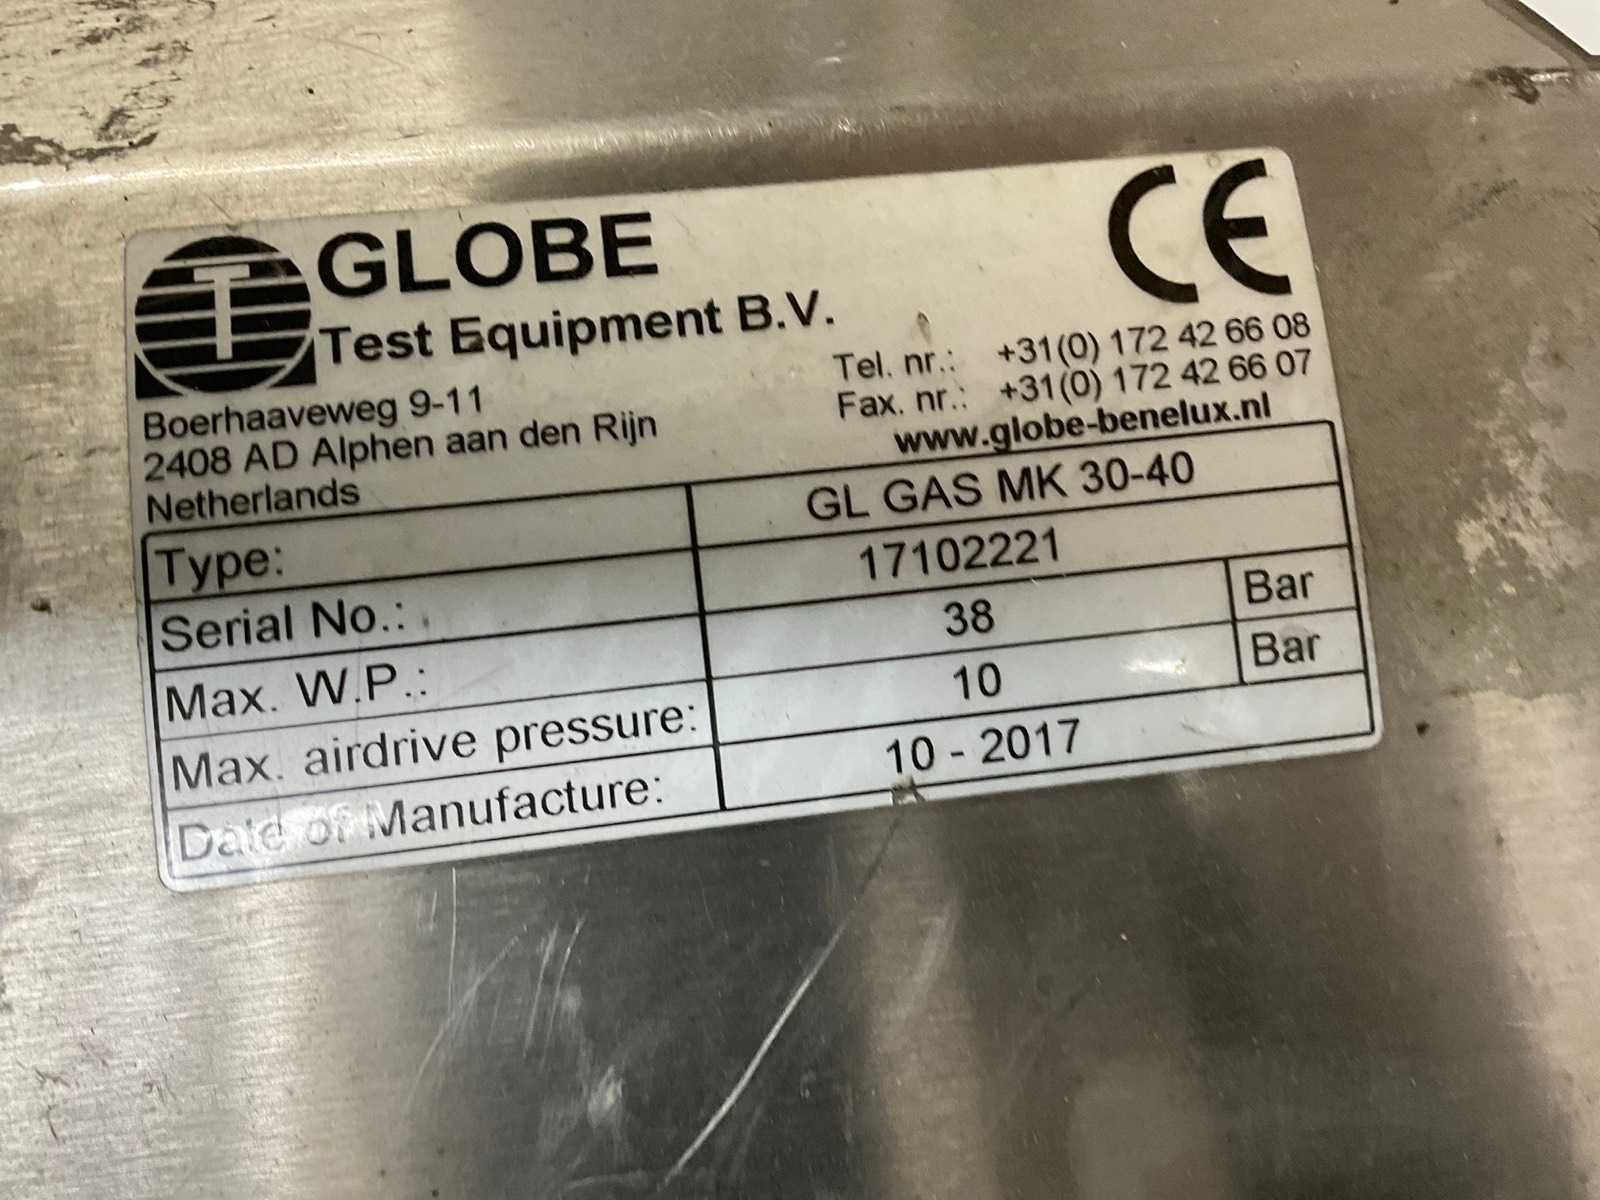 GLOBE
Test Equipment B.V.
CE
Boerhaaveweg 9-11
2408 AD Alphen aan den Rijn
Netherlands
Tel. nr.: +31(0) 172 42 66 08
Fax. nr.: +31(0) 172 42 66 07
www.globe-benelux.nl
Type: GL GAS MK 30-40
Serial No.: 17102221
Max. W.P.: 38 Bar
Max. airdrive pressure: 10 Bar
Date of Manufacture: 10 - 2017